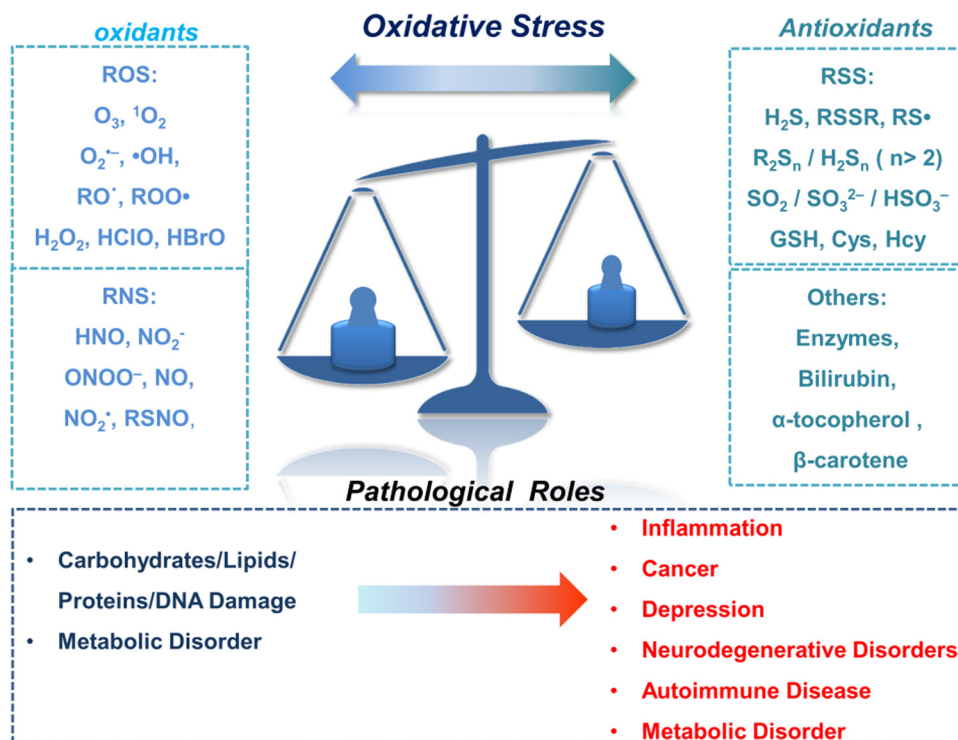 oxidants
Oxidative Stress
Antioxidants
ROS:
O₃, ¹O₂
O₂•⁻, •OH,
RO•, ROO•
H₂O₂, HClO, HBrO
RNS:
HNO, NO₂⁻
ONOO⁻, NO,
NO₂•, RSNO,
RSS:
H₂S, RSSR, RS•
R₂Sₙ / H₂Sₙ ( n> 2)
SO₂ / SO₃²⁻ / HSO₃⁻
GSH, Cys, Hcy
Others:
Enzymes,
Bilirubin,
α-tocopherol ,
β-carotene
Pathological Roles
• Carbohydrates/Lipids/
Proteins/DNA Damage
• Metabolic Disorder
• Inflammation
• Cancer
• Depression
• Neurodegenerative Disorders
• Autoimmune Disease
• Metabolic Disorder